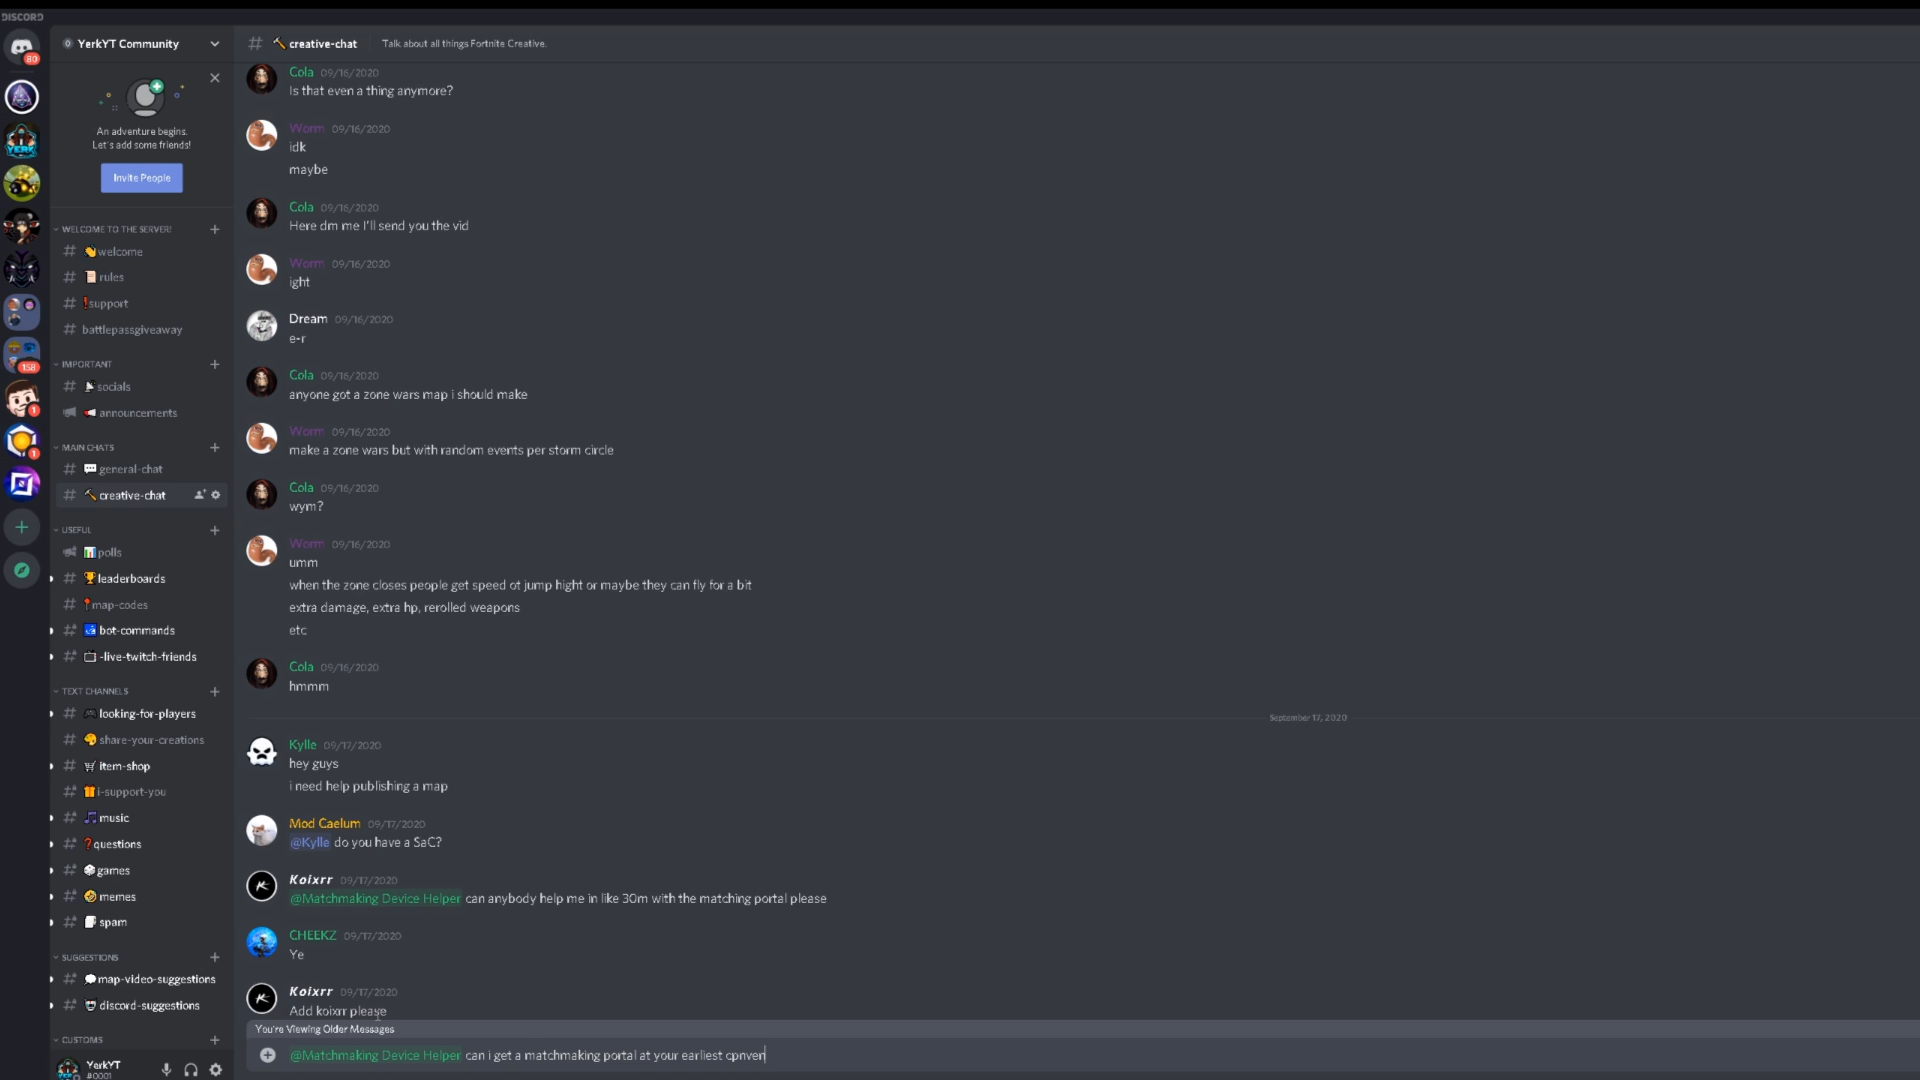 DISCORD
80
YerkYT Community
# creative-chat
Talk about all things Fortnite Creative.
An adventure begins.
Let's add some friends!
Invite People
WELCOME TO THE SERVER!
# welcome
# rules
# support
# battlepassgiveaway
IMPORTANT
# socials
announcements
MAIN CHATS
# general-chat
# creative-chat
USEFUL
polls
# leaderboards
# map-codes
# bot-commands
# -live-twitch-friends
TEXT CHANNELS
# looking-for-players
# share-your-creations
# item-shop
# i-support-you
# music
# questions
# games
# memes
# spam
SUGGESTIONS
# map-video-suggestions
# discord-suggestions
CUSTOMS
YerkYT
#0001
YERK
158
1
1
Cola 09/16/2020
Is that even a thing anymore?
Worm 09/16/2020
idk
maybe
Cola 09/16/2020
Here dm me I'll send you the vid
Worm 09/16/2020
ight
Dream 09/16/2020
e-r
Cola 09/16/2020
anyone got a zone wars map i should make
Worm 09/16/2020
make a zone wars but with random events per storm circle
Cola 09/16/2020
wym?
Worm 09/16/2020
umm
when the zone closes people get speed ot jump hight or maybe they can fly for a bit
extra damage, extra hp, rerolled weapons
etc
Cola 09/16/2020
hmmm
September 17, 2020
Kylle 09/17/2020
hey guys
i need help publishing a map
Mod Caelum 09/17/2020
@Kylle do you have a SaC?
Koixrr 09/17/2020
@Matchmaking Device Helper can anybody help me in like 30m with the matching portal please
CHEEKZ 09/17/2020
Ye
Koixrr 09/17/2020
Add koixrr please
You're Viewing Older Messages
@Matchmaking Device Helper can i get a matchmaking portal at your earliest cpnven